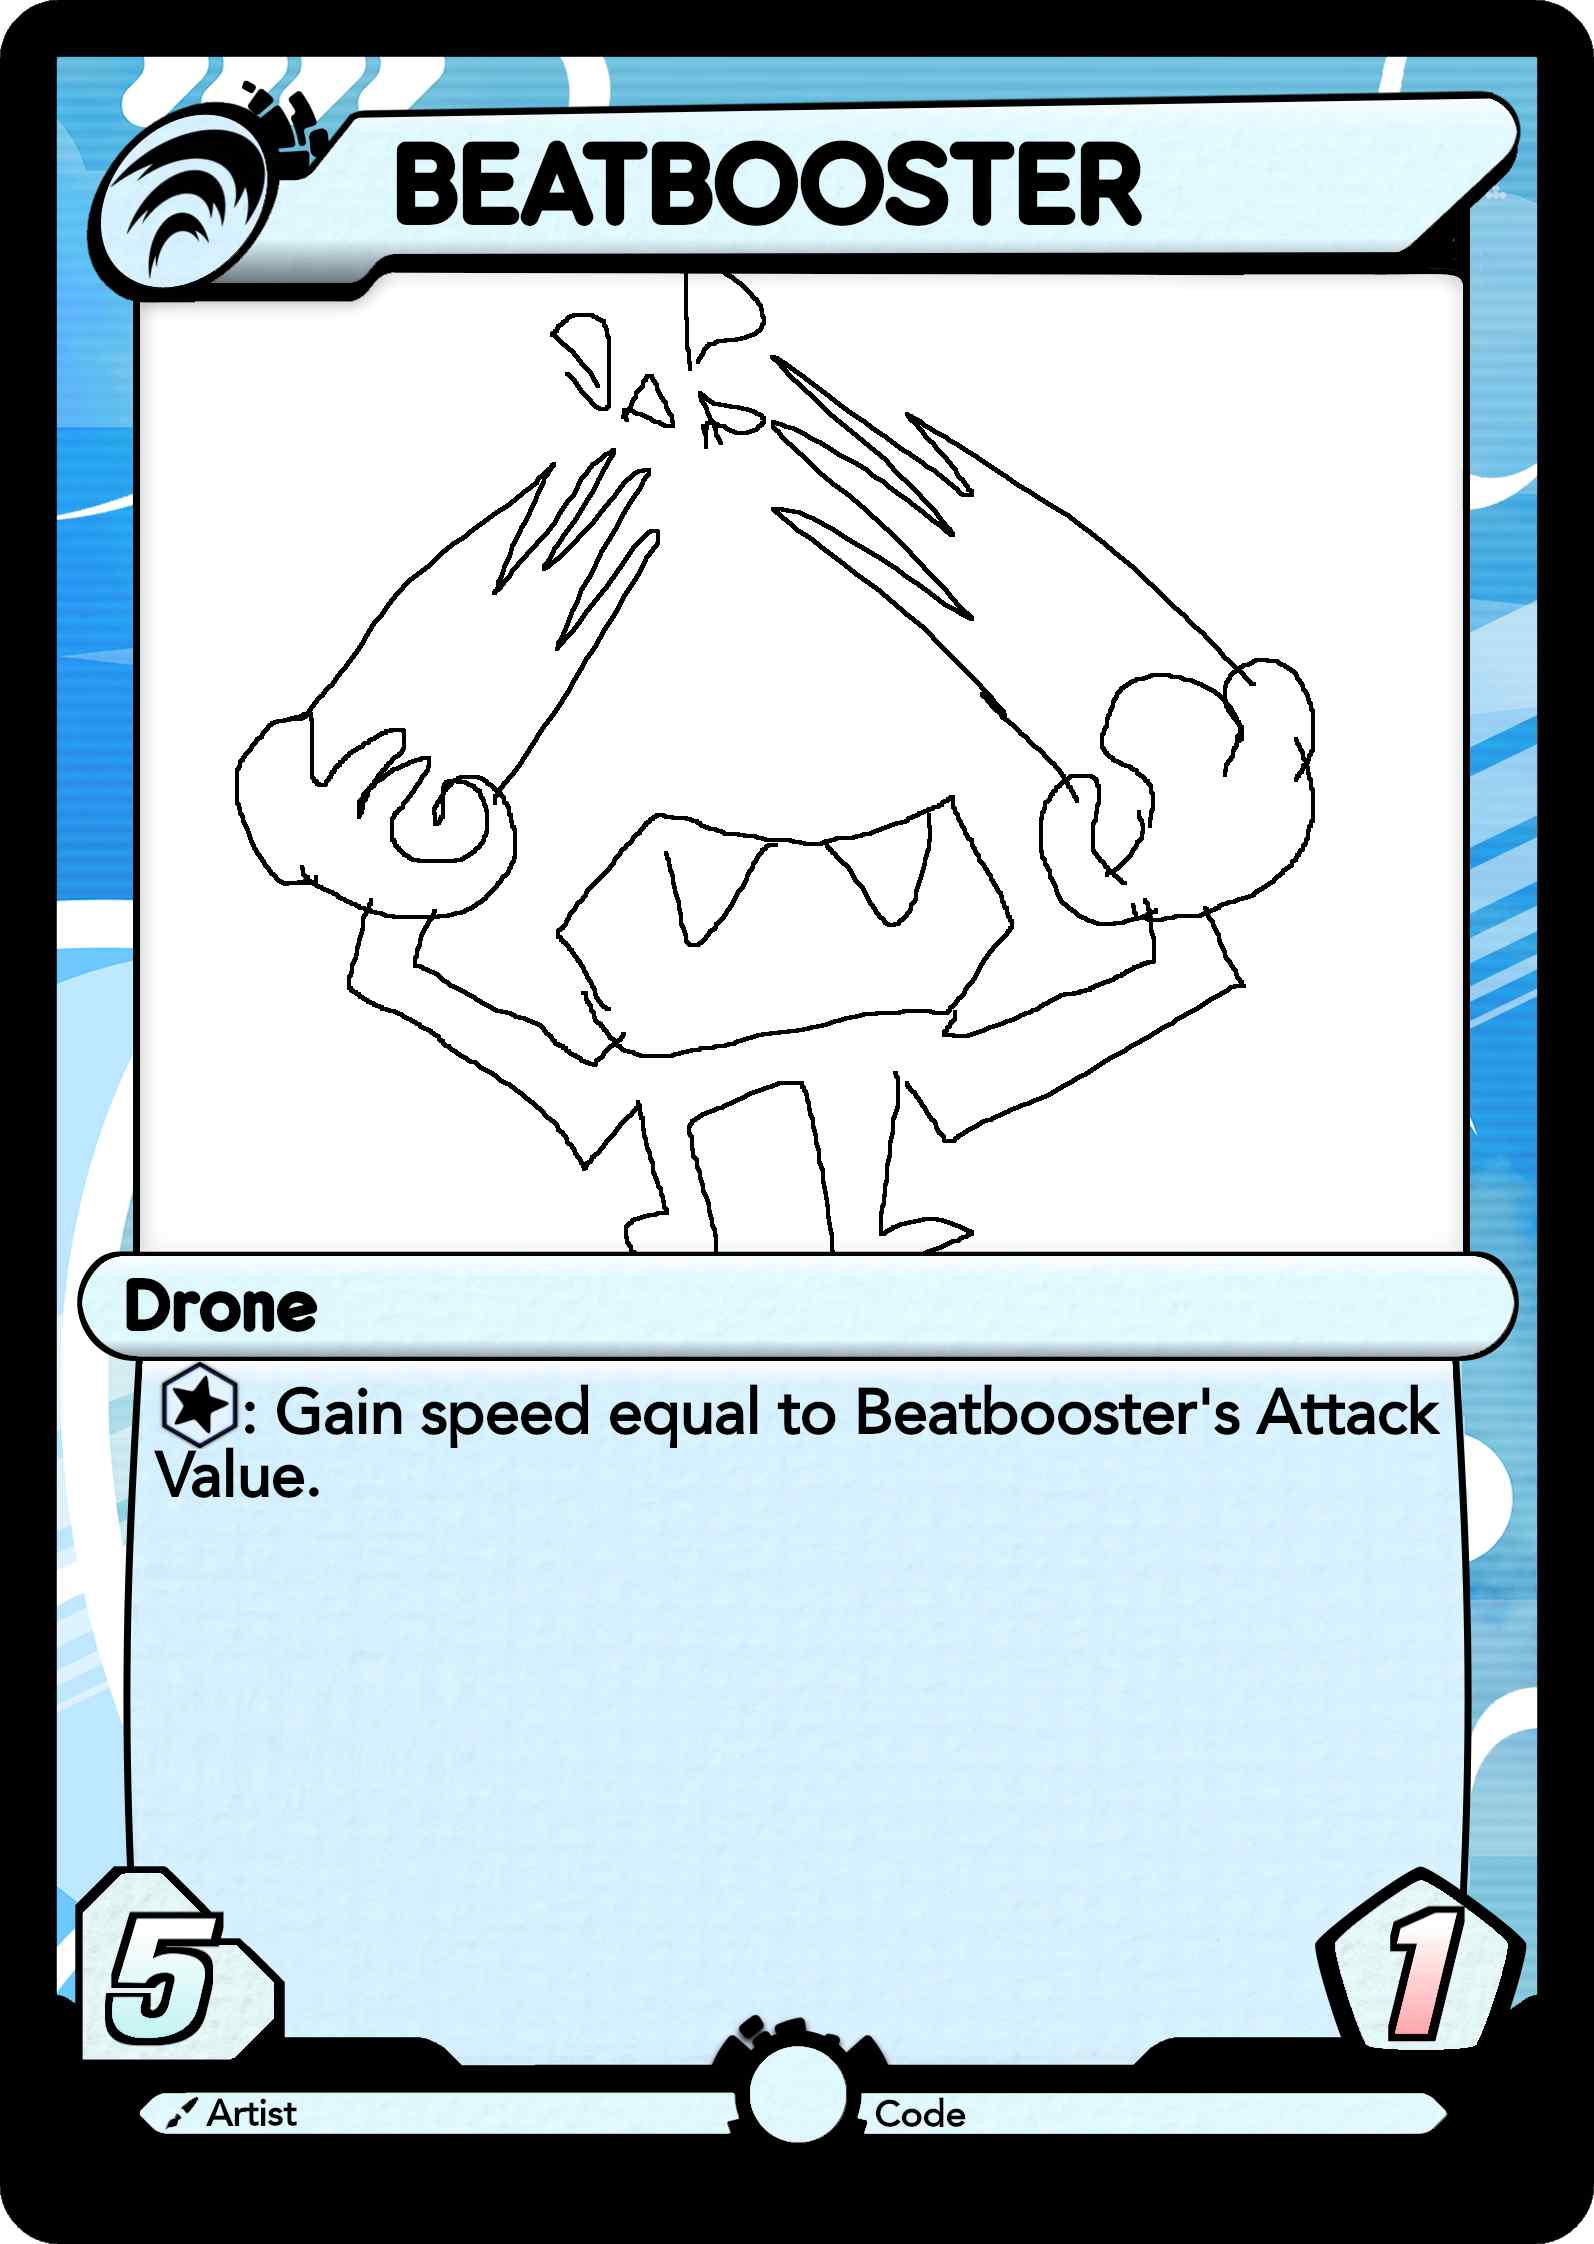 BEATBOOSTER
Drone
: Gain speed equal to Beatbooster's Attack
Value.
5
1
Artist
Code